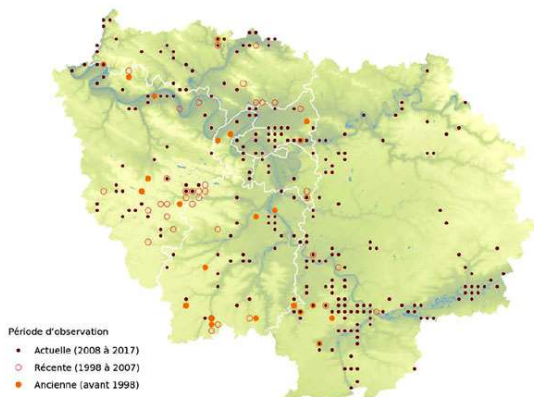 Période d'observation
Actuelle (2008 à 2017)
Récente (1998 à 2007)
Ancienne (avant 1998)